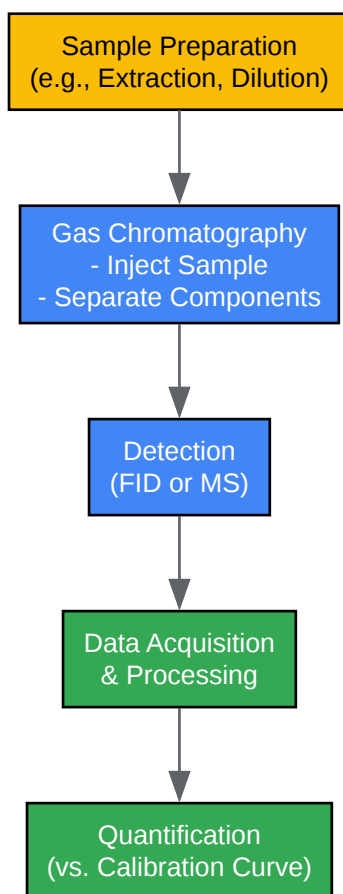 Sample Preparation
(e.g., Extraction, Dilution)
Gas Chromatography
- Inject Sample
- Separate Components
Detection
(FID or MS)
Data Acquisition
& Processing
Quantification
(vs. Calibration Curve)